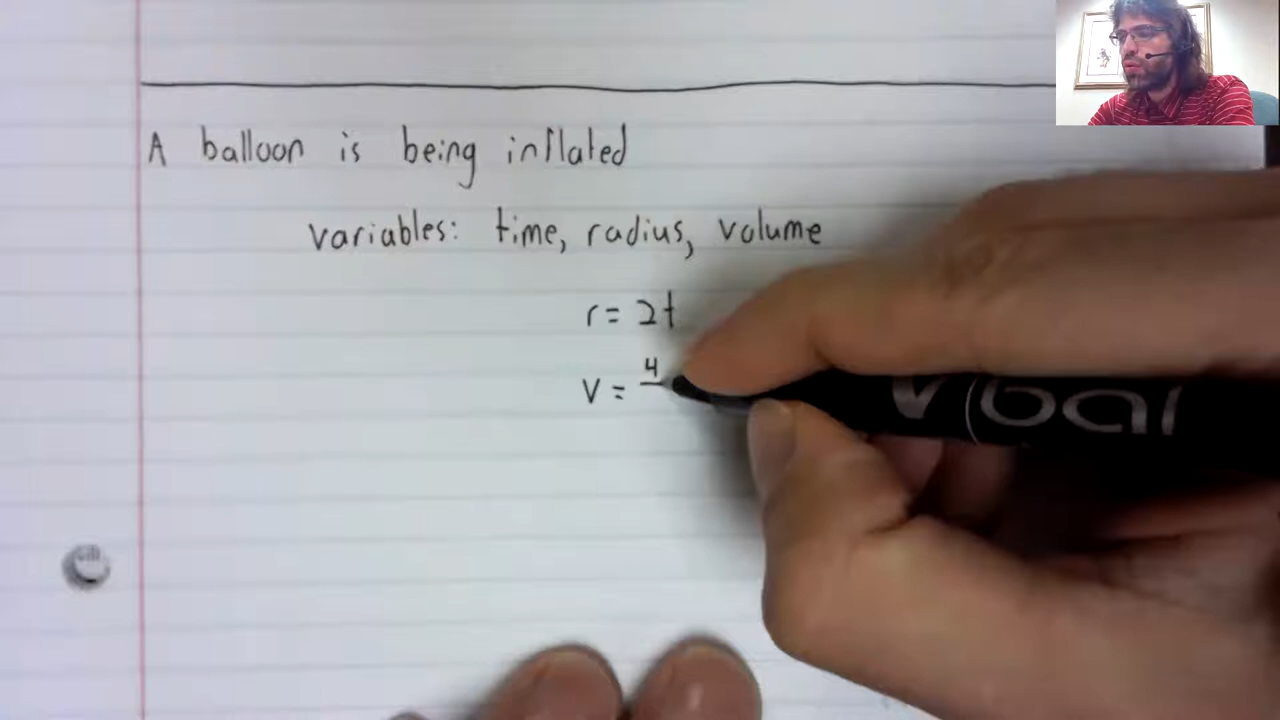 A balloon is being inflated
variables: time, radius, volume
r = 2t
V = 4